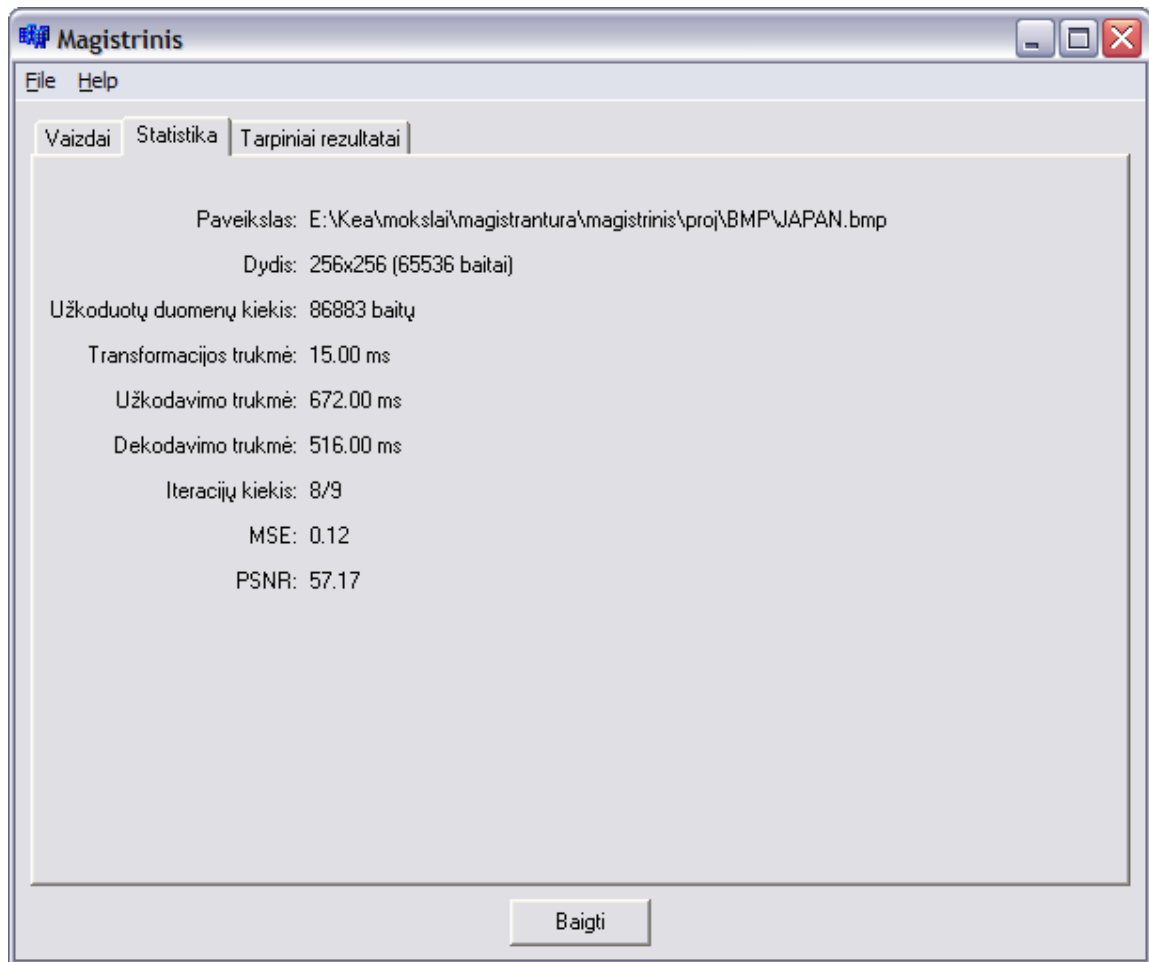 Magistrinis
File Help
Vaizdai Statistika Tarpiniai rezultatai
Paveikslas: E:\Kea\mokslai\magistrantura\magistrinis\proj\BMP\JAPAN.bmp
Dydis: 256x256 (65536 baitai)
Užkoduotų duomenų kiekis: 86883 baitų
Transformacijos trukmė: 15.00 ms
Užkodavimo trukmė: 672.00 ms
Dekodavimo trukmė: 516.00 ms
Iteracijų kiekis: 8/9
MSE: 0.12
PSNR: 57.17
Baigti